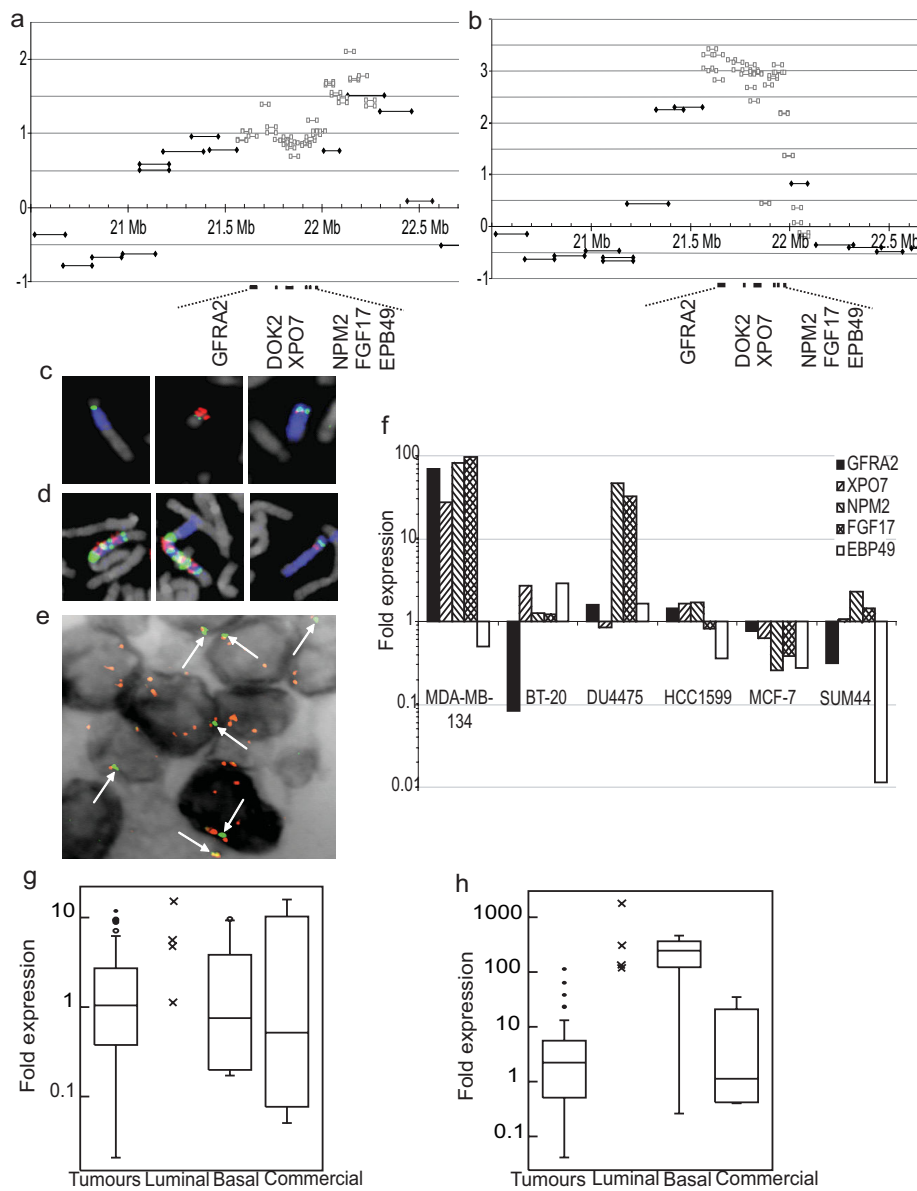 a
2
1
0
-1
21 Mb
21.5 Mb
22 Mb
22.5 Mb
GFRA2
DOK2
XPO7
NPM2
FGF17
EPB49
b
4
3
2
1
0
-1
21 Mb
21.5 Mb
22 Mb
22.5 Mb
GFRA2
DOK2
XPO7
NPM2
FGF17
EPB49
c
d
e
f
Fold expression
100
10
1
0.1
0.01
GFRA2
XPO7
NPM2
FGF17
EBP49
MDA-MB-
134
BT-20
DU4475
HCC1599
MCF-7
SUM44
g
Fold expression
10
1
0.1
Tumours Luminal Basal Commercial
h
Fold expression
1000
100
10
1
0.1
Tumours Luminal Basal Commercial